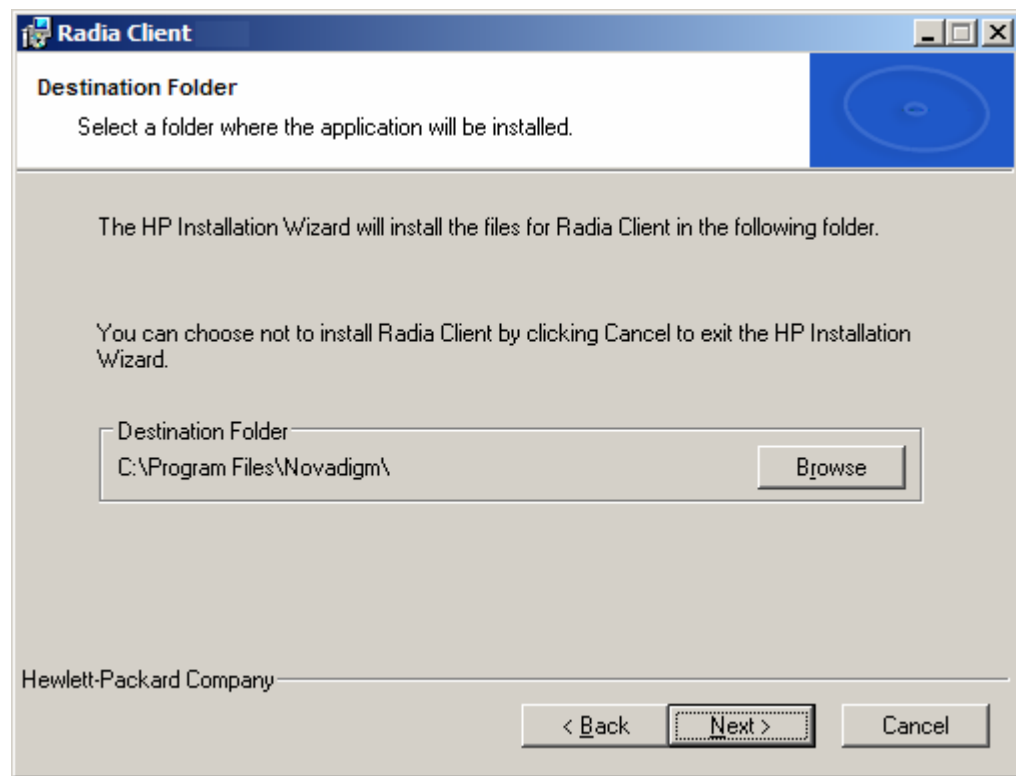 Radia Client
Destination Folder
Select a folder where the application will be installed.
The HP Installation Wizard will install the files for Radia Client in the following folder.
You can choose not to install Radia Client by clicking Cancel to exit the HP Installation
Wizard.
Destination Folder
C:\Program Files\Novadigm\
Browse
Hewlett-Packard Company
< Back
Next >
Cancel